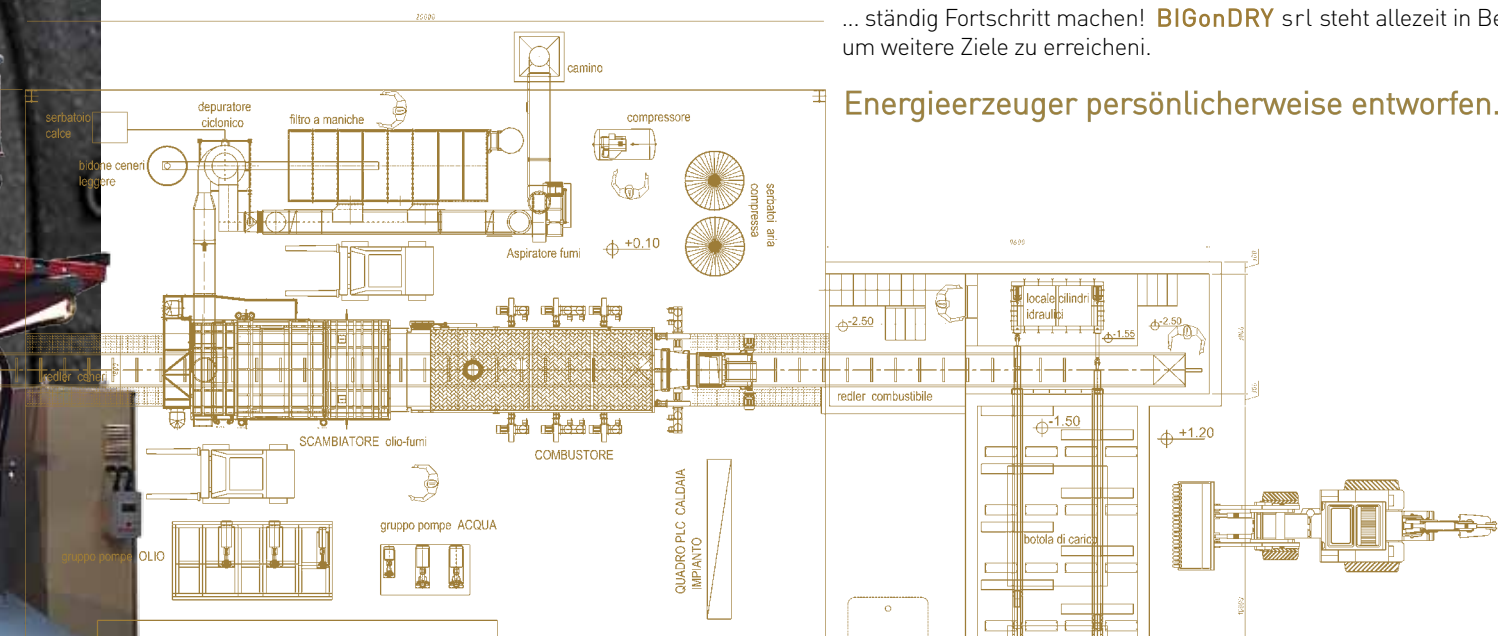 ... ständig Fortschritt machen! BIGonDRY srl steht allezeit in
um weitere Ziele zu erreicheni.
Energieerzeuger persönlicherweise entworfen.
camino
serbatoio
calce
depuratore
ciclonico
filtro a maniche
compressore
bidone ceneri
leggere
serbatoi aria
compressa
Aspiratore fumi
+0.10
9600
locale cilindri
idraulici
-2.50
-1.55
-2.50
redler ceneri
redler combustibile
SCAMBIATORE olio-fumi
COMBUSTORE
-1.50
+1.20
QUADRO PLC CALDAIA
IMPIANTO
gruppo pompe ACQUA
gruppo pompe OLIO
botola di carico